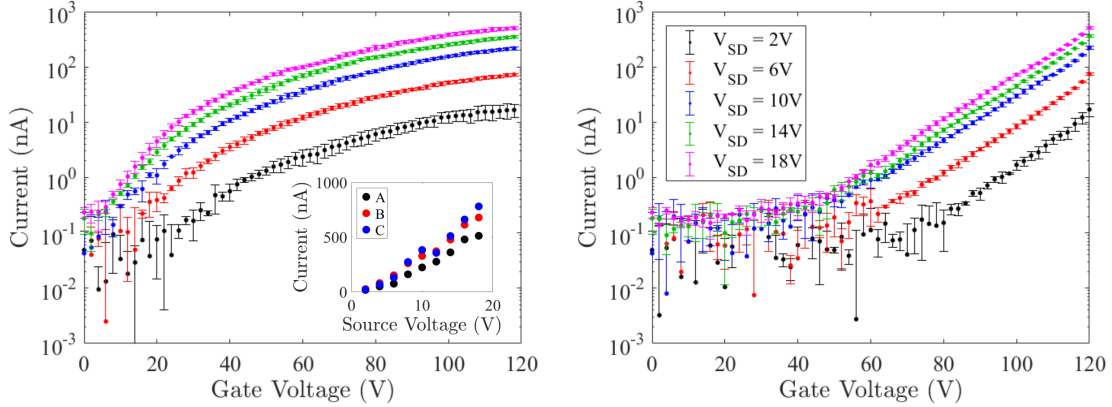 10^3
10^2
10^1
10^0
10^-1
10^-2
10^-3
Current (nA)
0 20 40 60 80 100 120
Gate Voltage (V)
1000
500
0
Current (nA)
A
B
C
0 10 20
Source Voltage (V)
10^3
10^2
10^1
10^0
10^-1
10^-2
10^-3
Current (nA)
V_SD = 2V
V_SD = 6V
V_SD = 10V
V_SD = 14V
V_SD = 18V
0 20 40 60 80 100 120
Gate Voltage (V)